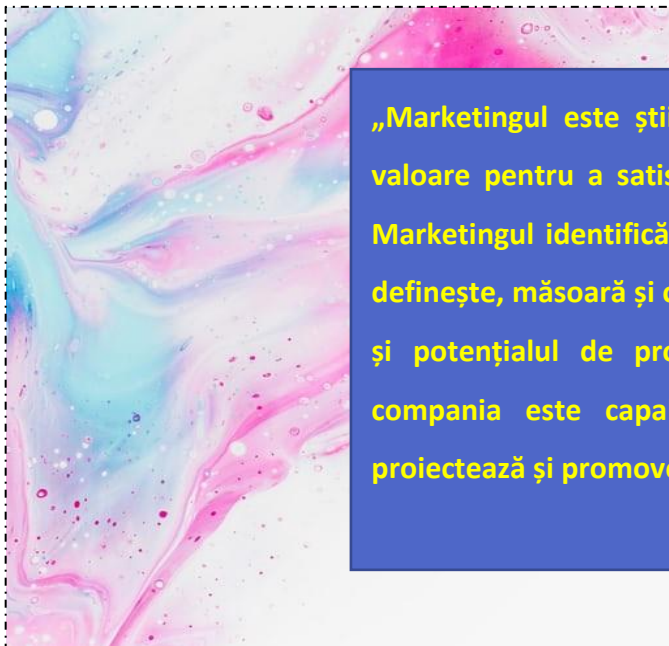 „Marketingul este ști
valoare pentru a satis
Marketingul identifică
definește, măsoară și
și potențialul de pro
compania este capa
proiectează și promov